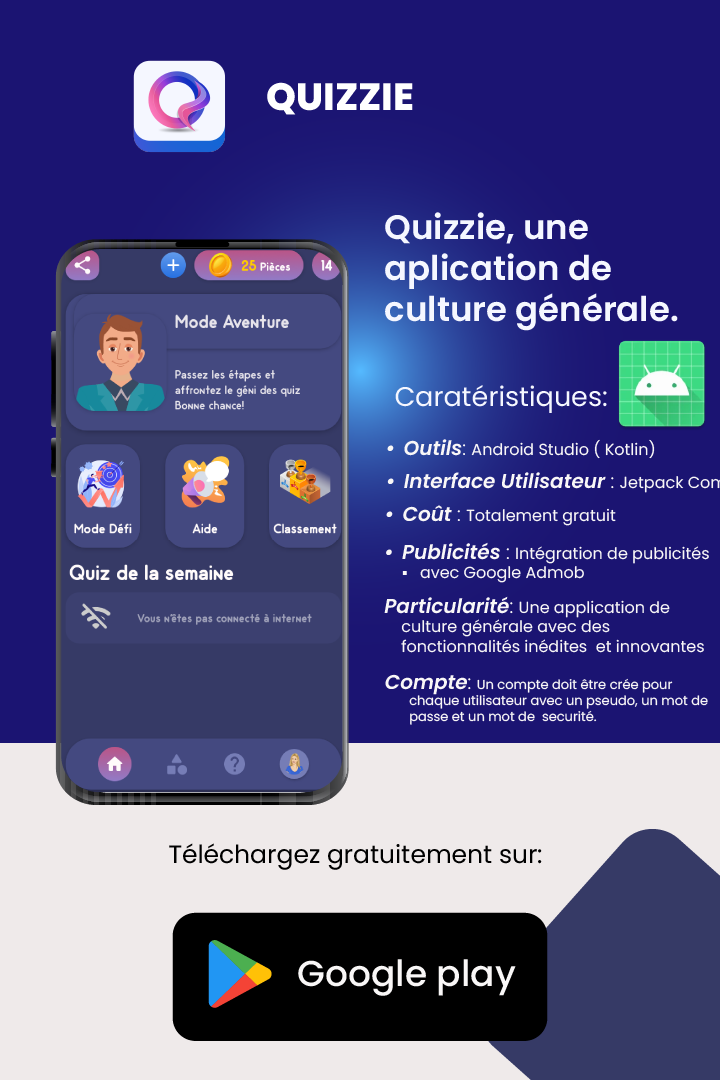 QUIZZIE
Quizzie, une
aplication de
culture générale.
25 Pièces
14
Mode Aventure
Passez les étapes et
affrontez le géni des quiz
Bonne chance!
Mode Défi
Aide
Classement
Quiz de la semaine
Vous n'êtes pas connecté à internet
Caratéristiques:
• Outils: Android Studio ( Kotlin)
• Interface Utilisateur : Jetpack Com
• Coût : Totalement gratuit
• Publicités : Intégration de publicités
▪ avec Google Admob
Particularité: Une application de
culture générale avec des
fonctionnalités inédites et innovantes
Compte: Un compte doit être crée pour
chaque utilisateur avec un pseudo, un mot de
passe et un mot de securité.
Téléchargez gratuitement sur:
Google play